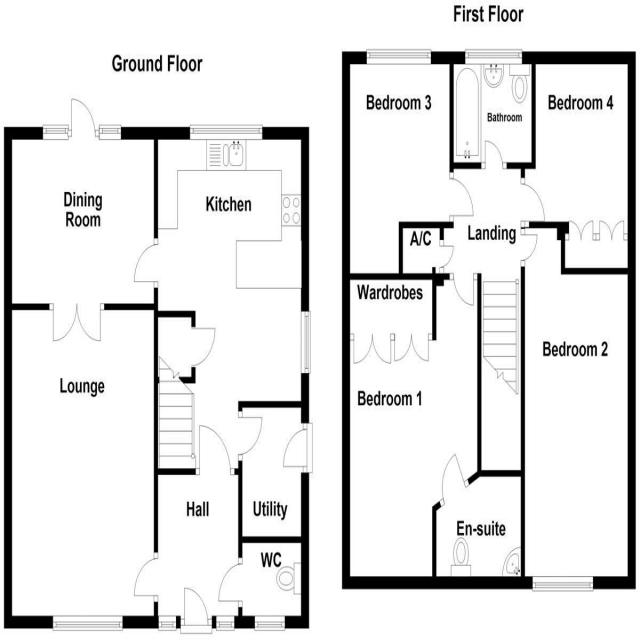 First Floor
Ground Floor
Bedroom 3
Bathroom
Bedroom 4
Dining
Room
Kitchen
A/C
Landing
Wardrobes
Lounge
Bedroom 2
Bedroom 1
Hall
Utility
En-suite
WC